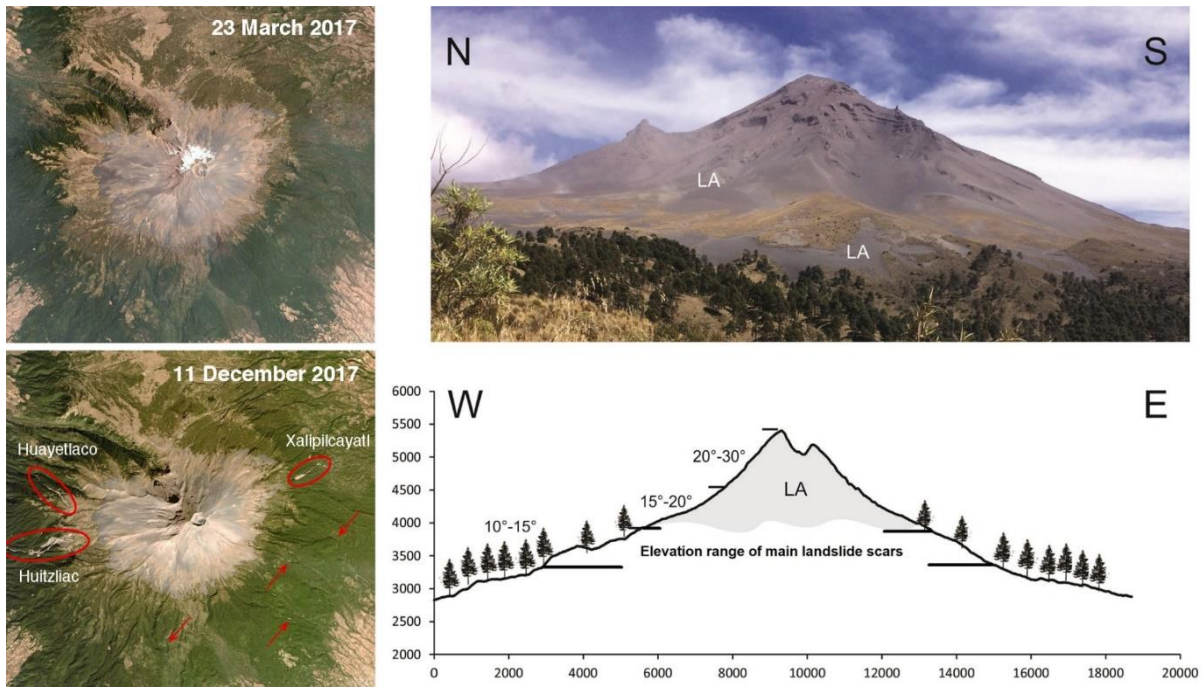 23 March 2017
N
S
LA
LA
11 December 2017
Huayetlaco
Xalipilcayatl
Huitzliac
W
E
6000
5500
5000
4500
4000
3500
3000
2500
2000
20°-30°
15°-20°
10°-15°
LA
Elevation range of main landslide scars
0 2000 4000 6000 8000 10000 12000 14000 16000 18000 20000